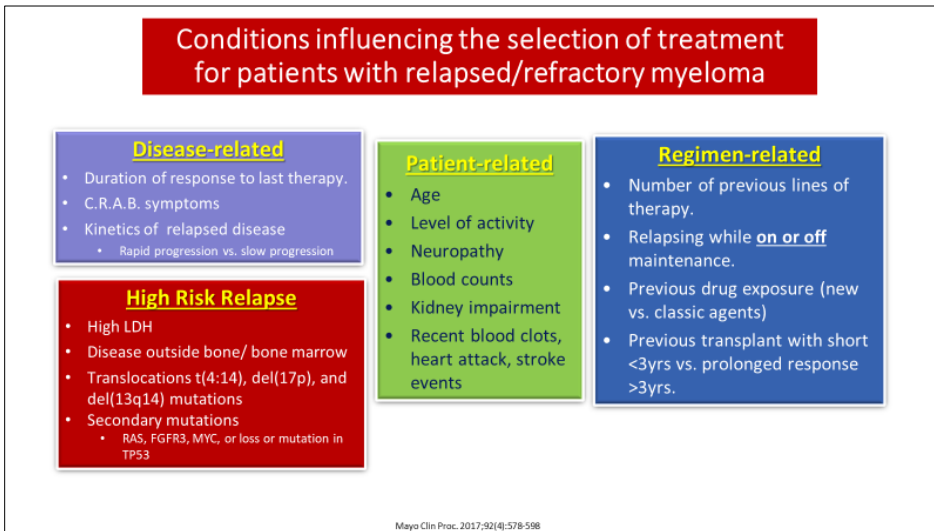 Conditions influencing the selection of treatment
for patients with relapsed/refractory myeloma
Disease-related
• Duration of response to last therapy.
• C.R.A.B. symptoms
• Kinetics of relapsed disease
• Rapid progression vs. slow progression
High Risk Relapse
• High LDH
• Disease outside bone/ bone marrow
• Translocations t(4:14), del(17p), and
del(13q14) mutations
• Secondary mutations
• RAS, FGFR3, MYC, or loss or mutation in
TP53
Patient-related
• Age
• Level of activity
• Neuropathy
• Blood counts
• Kidney impairment
• Recent blood clots,
heart attack, stroke
events
Regimen-related
• Number of previous lines of
therapy.
• Relapsing while on or off
maintenance.
• Previous drug exposure (new
vs. classic agents)
• Previous transplant with short
<3yrs vs. prolonged response
>3yrs.
Mayo Clin Proc. 2017;92(4):578-598